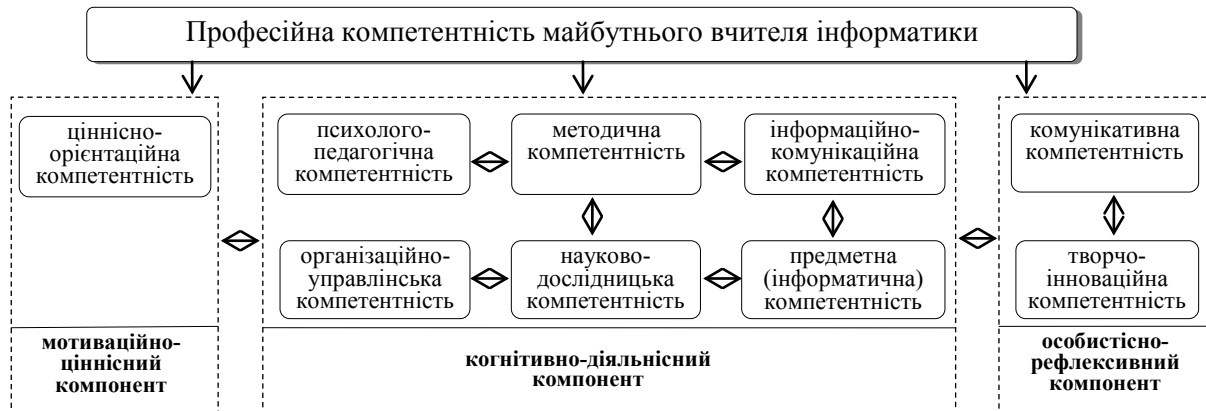 Професійна компетентність майбутнього вчителя інформатики
ціннісно-
орієнтаційна
компетентність
психолого-
педагогічна
компетентність
методична
компетентність
інформаційно-
комунікаційна
компетентність
комунікативна
компетентність
організаційно-
управлінська
компетентність
науково-
дослідницька
компетентність
предметна
(інформатична)
компетентність
творчо-
інноваційна
компетентність
мотиваційно-
ціннісний
компонент
когнітивно-діяльнісний
компонент
особистісно-
рефлексивний
компонент